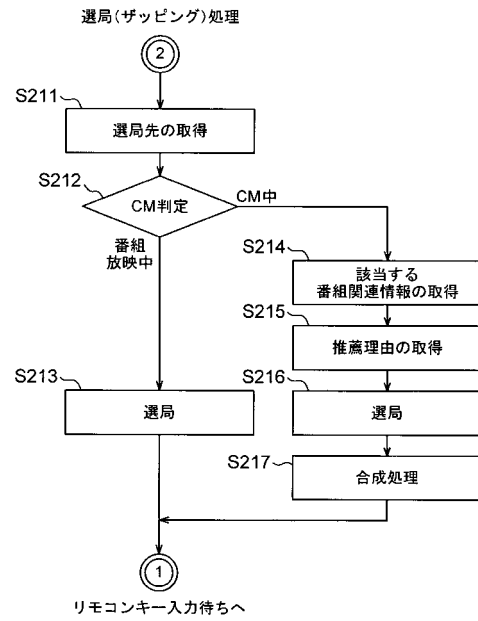 選局(ザッピング)処理
2
S211
選局先の取得
S212
CM判定
CM中
番組
放映中
S214
該当する
番組関連情報の取得
S215
推薦理由の取得
S213
選局
S216
選局
S217
合成処理
1
リモコンキー入力待ちへ